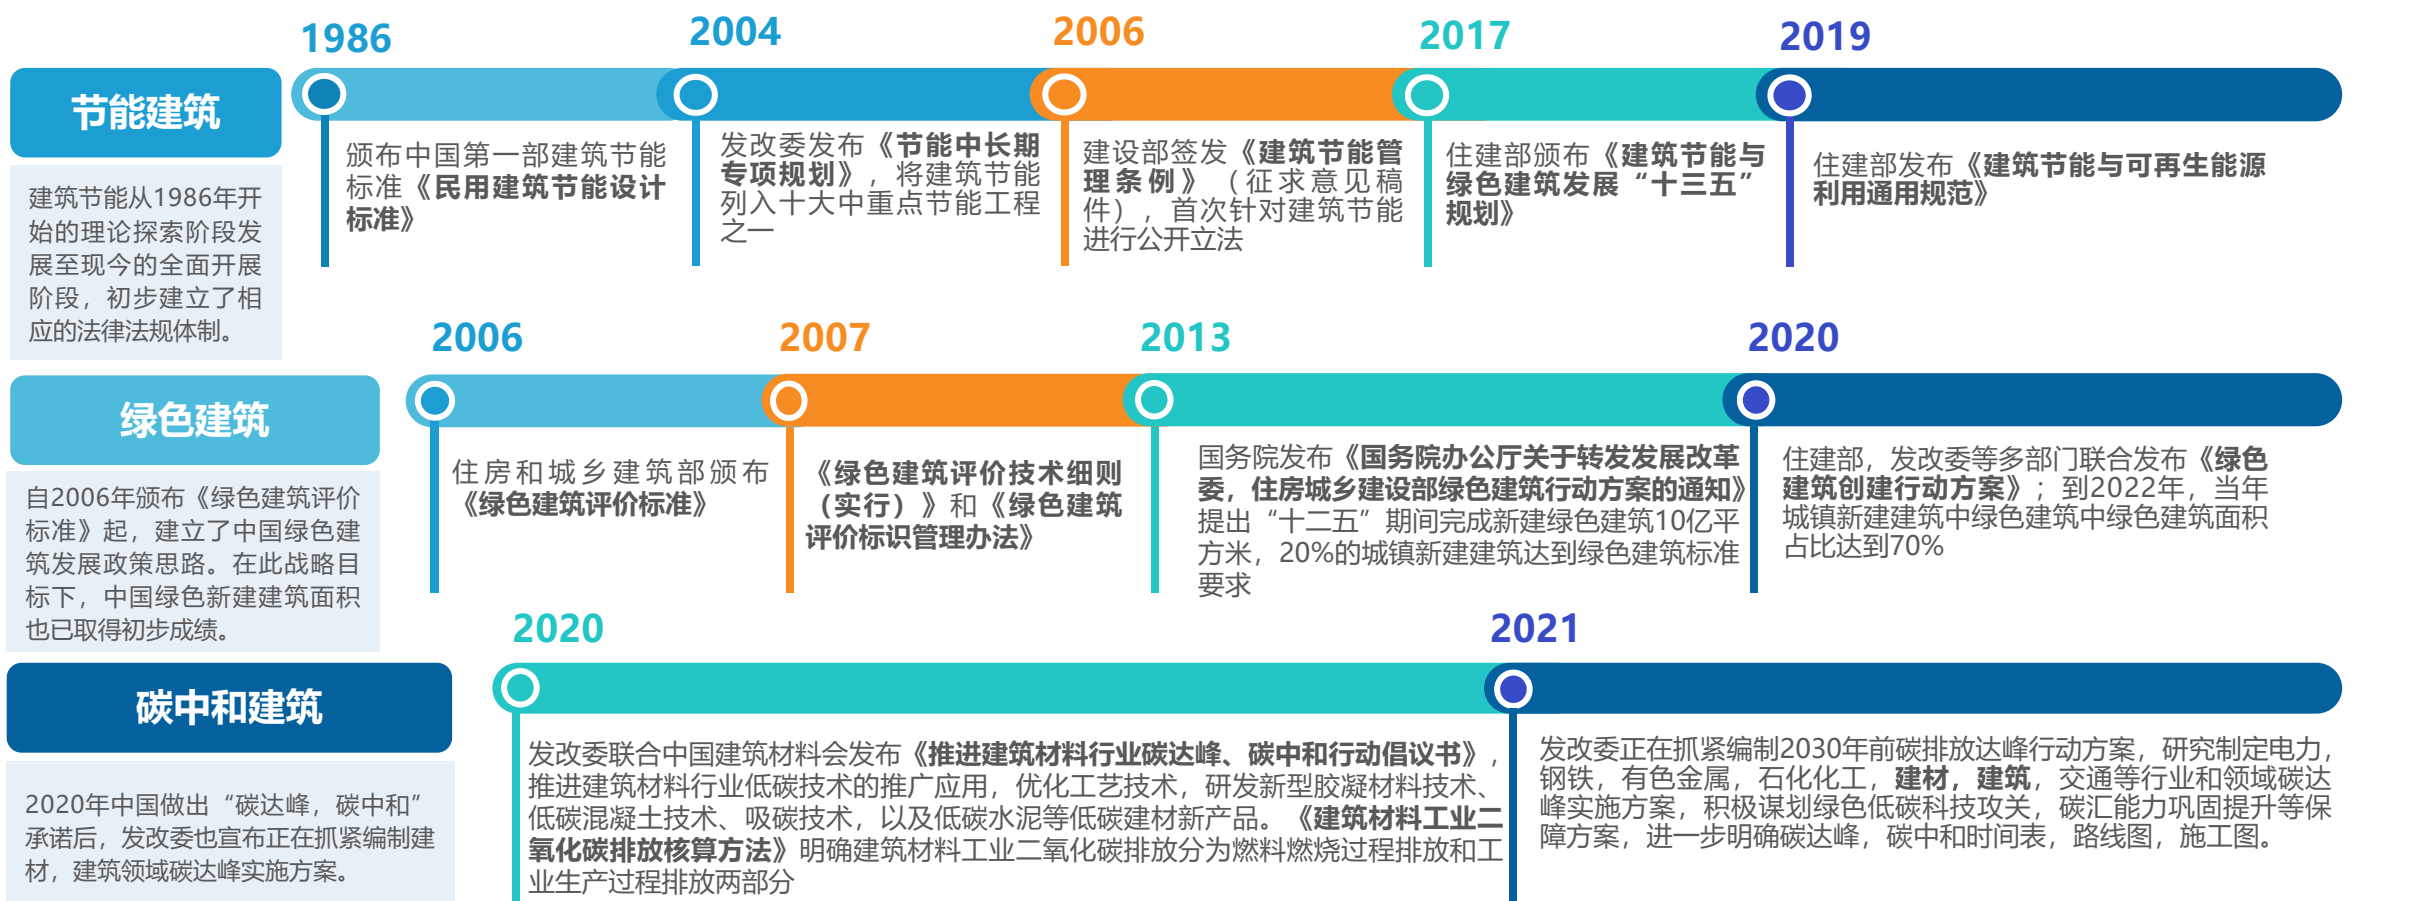 1986
2004
2006
2017
2019
节能建筑
建筑节能从1986年开
始的理论探索阶段发
展至现今的全面开展
阶段，初步建立了相
应的法律法规体制。
颁布中国第一部建筑节能
标准《民用建筑节能设计
标准》
发改委发布《节能中长期
专项规划》，将建筑节能
列入十大中重点节能工程
之一
建设部签发《建筑节能管
理条例》（征求意见稿
件），首次针对建筑节能
进行公开立法
住建部颁布《建筑节能与
绿色建筑发展“十三五”
规划》
住建部发布《建筑节能与可再生能源
利用通用规范》
2006
2007
2013
2020
绿色建筑
自2006年颁布《绿色建筑评价
标准》起，建立了中国绿色建
筑发展政策思路。在此战略目
标下，中国绿色新建建筑面积
也已取得初步成绩。
住房和城乡建筑部颁布
《绿色建筑评价标准》
《绿色建筑评价技术细则
（实行）》和《绿色建筑
评价标识管理办法》
国务院发布《国务院办公厅关于转发发展改革
委，住房城乡建设部绿色建筑行动方案的通知》
提出“十二五”期间完成新建绿色建筑10亿平
方米，20%的城镇新建建筑达到绿色建筑标准
要求
住建部，发改委等多部门联合发布《绿色
建筑创建行动方案》；到2022年，当年
城镇新建建筑中绿色建筑中绿色建筑面积
占比达到70%
2020
2021
碳中和建筑
2020年中国做出“碳达峰，碳中和”
承诺后，发改委也宣布正在抓紧编制建
材，建筑领域碳达峰实施方案。
发改委联合中国建筑材料会发布《推进建筑材料行业碳达峰、碳中和行动倡议书》，
推进建筑材料行业低碳技术的推广应用，优化工艺技术，研发新型胶凝材料技术、
低碳混凝土技术、吸碳技术，以及低碳水泥等低碳建材新产品。《建筑材料工业二
氧化碳排放核算方法》明确建筑材料工业二氧化碳排放分为燃料燃烧过程排放和工
业生产过程排放两部分
发改委正在抓紧编制2030年前碳排放达峰行动方案，研究制定电力，
钢铁，有色金属，石化化工，建材，建筑，交通等行业和领域碳达
峰实施方案，积极谋划绿色低碳科技攻关，碳汇能力巩固提升等保
障方案，进一步明确碳达峰，碳中和时间表，路线图，施工图。